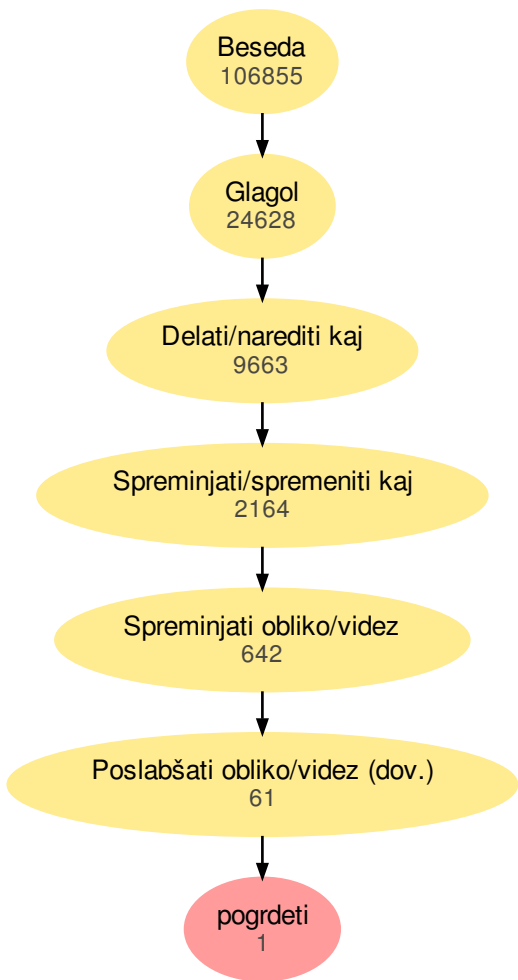 Beseda
106855
Glagol
24628
Delati/narediti kaj
9663
Spreminjati/spremeniti kaj
2164
Spreminjati obliko/videz
642
Poslabšati obliko/videz (dov.)
61
pogrdeti
1